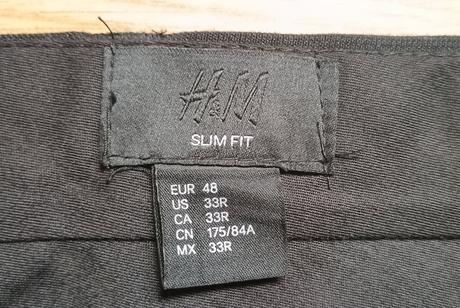 H&M
SLIM FIT
EUR 48
US 33R
CA 33R
CN 175/84A
MX 33R